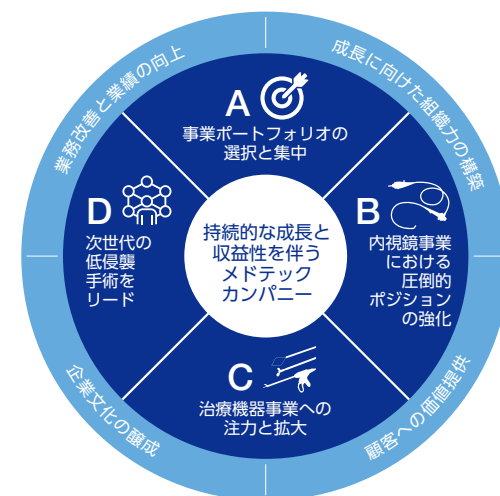 業務改善と業績の向上
成長に向けた組織力の構築
A
事業ポートフォリオの
選択と集中
B
内視鏡事業
における
圧倒的
ポジション
の強化
C
治療機器事業への
注力と拡大
D
次世代の
低侵襲
手術を
リード
持続的な成長と
収益性を伴う
メドテック
カンパニー
企業文化の醸成
顧客への価値提供